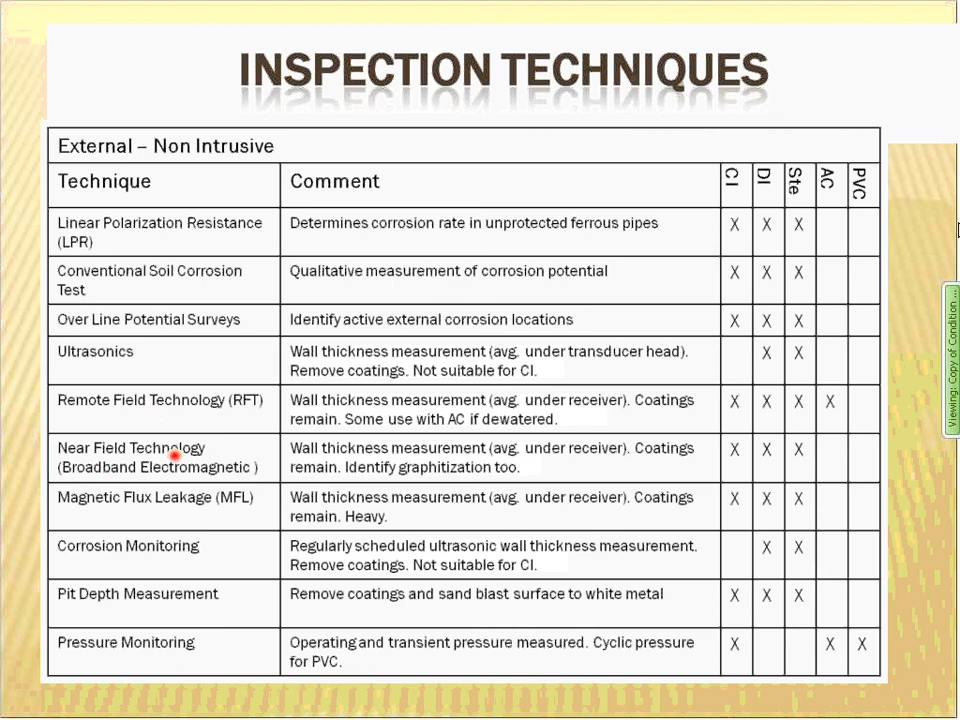 INSPECTION TECHNIQUES
External – Non Intrusive
Technique Comment CI DI Ste AC PVC
Linear Polarization Resistance Determines corrosion rate in unprotected ferrous pipes X X X
(LPR)
Conventional Soil Corrosion Qualitative measurement of corrosion potential X X X
Test
Over Line Potential Surveys Identify active external corrosion locations X X X
Ultrasonics Wall thickness measurement (avg. under transducer head). X X
Remove coatings. Not suitable for CI.
Remote Field Technology (RFT) Wall thickness measurement (avg. under receiver). Coatings X X X X
remain. Some use with AC if dewatered.
Near Field Technology Wall thickness measurement (avg. under receiver). Coatings X X X
(Broadband Electromagnetic ) remain. Identify graphitization too.
Magnetic Flux Leakage (MFL) Wall thickness measurement (avg. under receiver). Coatings X X X
remain. Heavy.
Corrosion Monitoring Regularly scheduled ultrasonic wall thickness measurement. X X
Remove coatings. Not suitable for CI.
Pit Depth Measurement Remove coatings and sand blast surface to white metal X X X
Pressure Monitoring Operating and transient pressure measured. Cyclic pressure X X X
for PVC.
Viewing: Copy of Condition ...